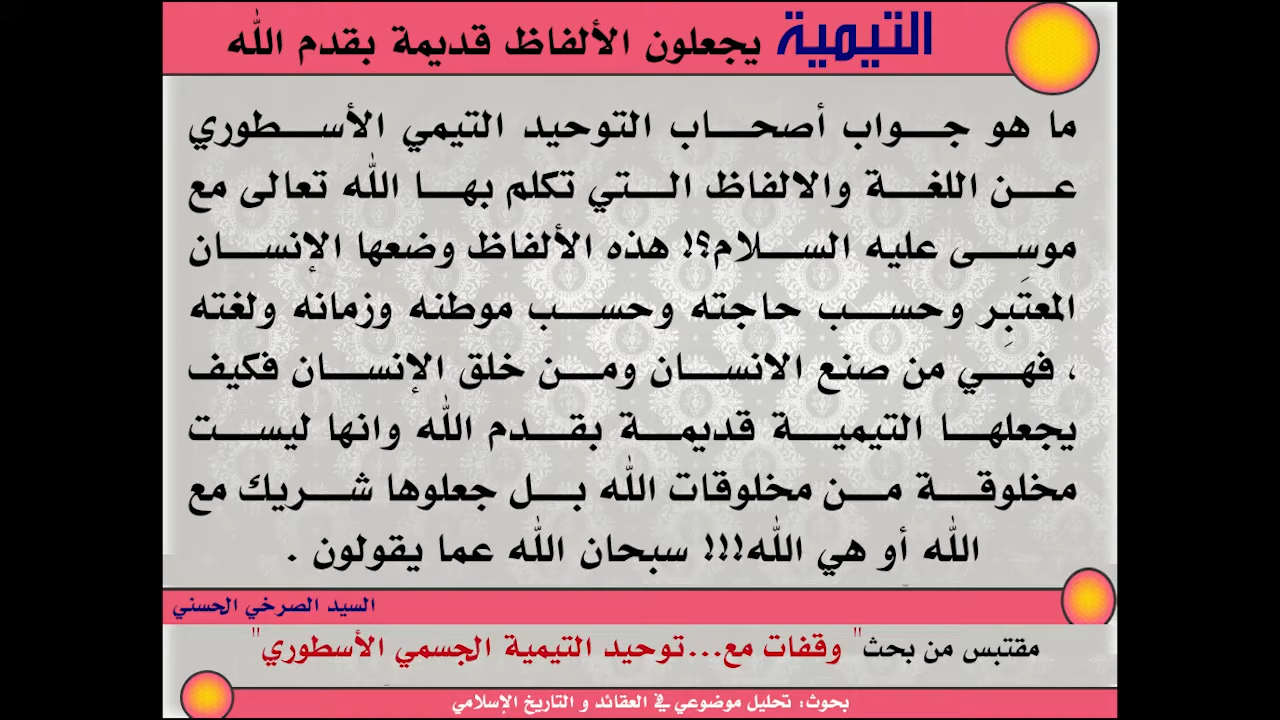 التيمية يجعلون الألفاظ قديمة بقدم الله
ما هو جواب أصحاب التوحيد التيمي الأسطوري
عن اللغة والالفاظ التي تكلم بها الله تعالى مع
موسى عليه السلام؟! هذه الألفاظ وضعها الإنسان
المعتَبِر وحسب حاجته وحسب موطنه وزمانه ولغته
، فهي من صنع الانسان ومن خلق الإنسان فكيف
يجعلها التيمية قديمة بقدم الله وانها ليست
مخلوقة من مخلوقات الله بل جعلوها شريك مع
الله أو هي الله!!! سبحان الله عما يقولون .
السيد الصرخي الحسني
مقتبس من بحث" وقفات مع...توحيد التيمية الجسمي الأسطوري"
بحوث: تحليل موضوعي في العقائد و التاريخ الإسلامي